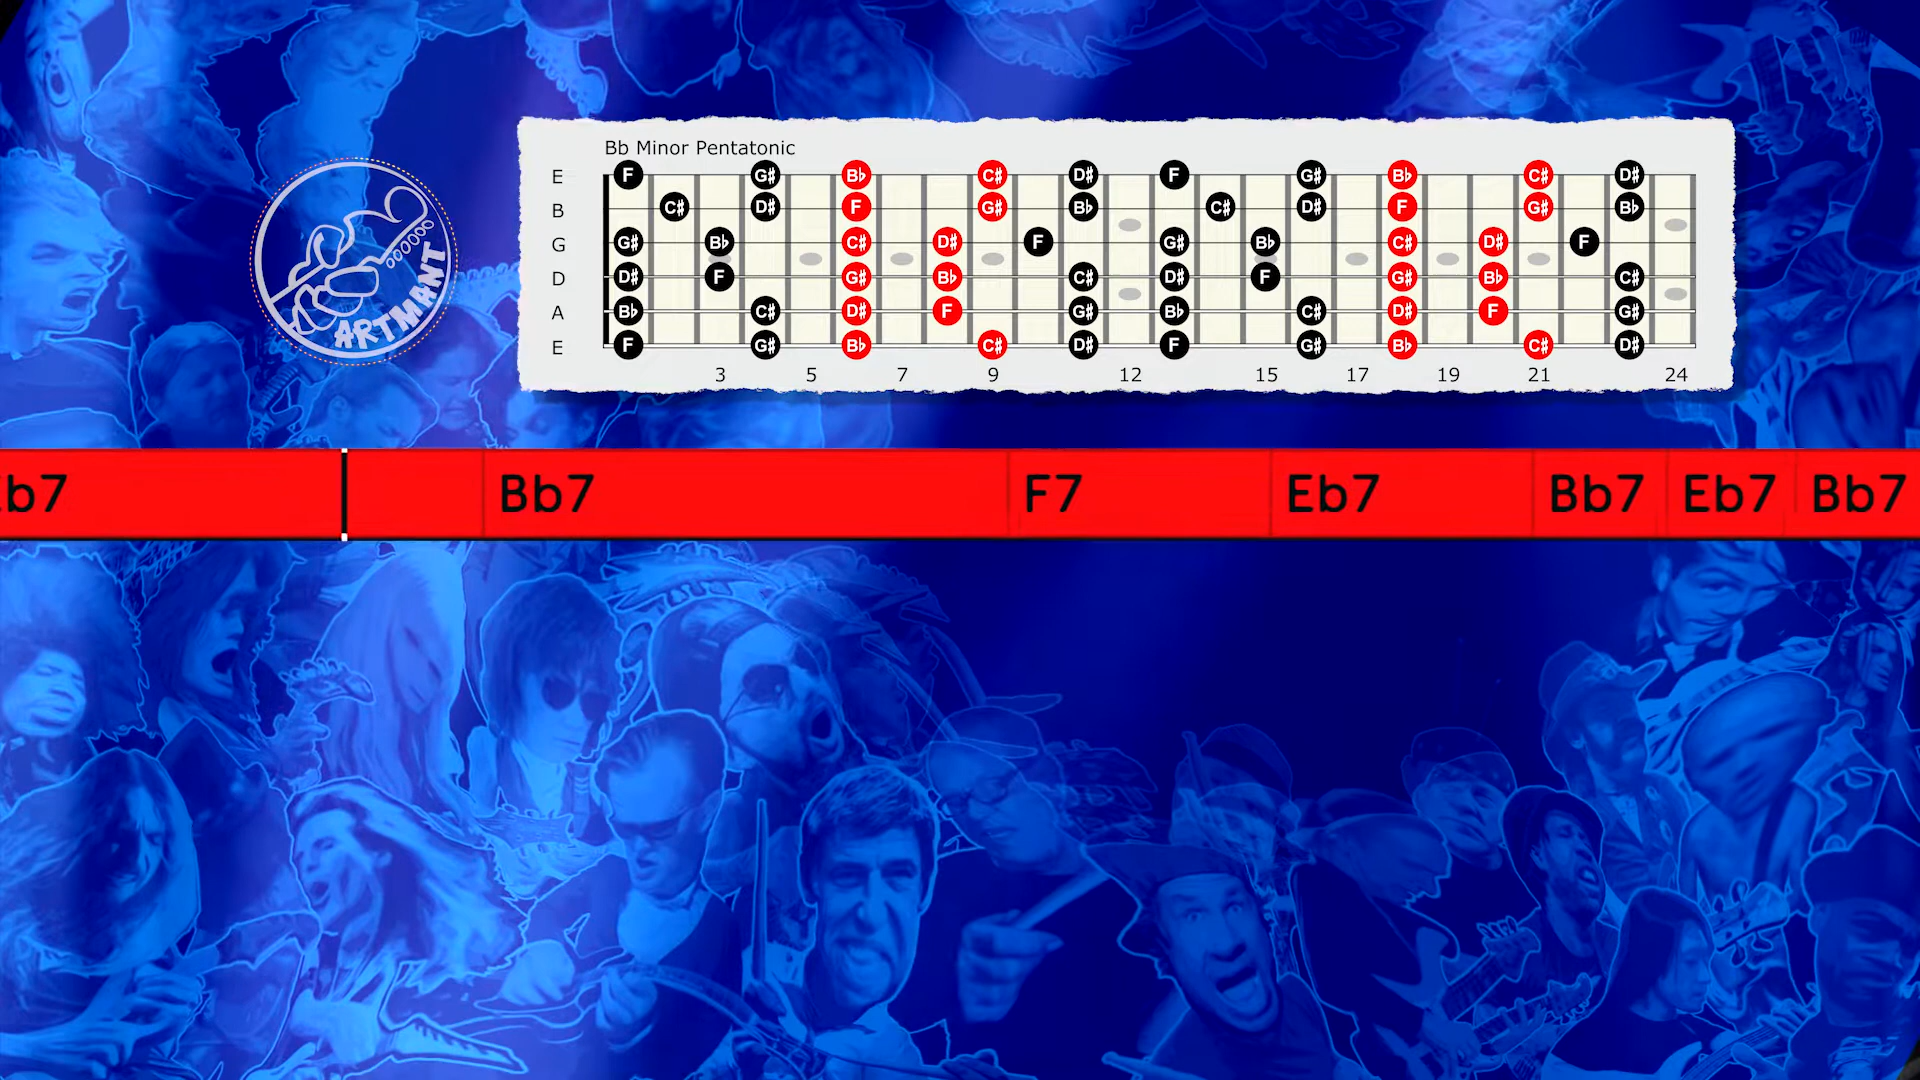 Bb Minor Pentatonic
E F G# Bb C# D# F G# Bb C# D#
B C# D# F G# Bb C# D# F G# Bb
G G# Bb C# D# F G# Bb C# D# F
D D# F G# Bb C# D# F G# Bb C#
A Bb C# D# F G# Bb C# D# F G#
E F G# Bb C# D# F G# Bb C# D#
3 5 7 9 12 15 17 19 21 24
ARTMANT
b7 Bb7 F7 Eb7 Bb7 Eb7 Bb7